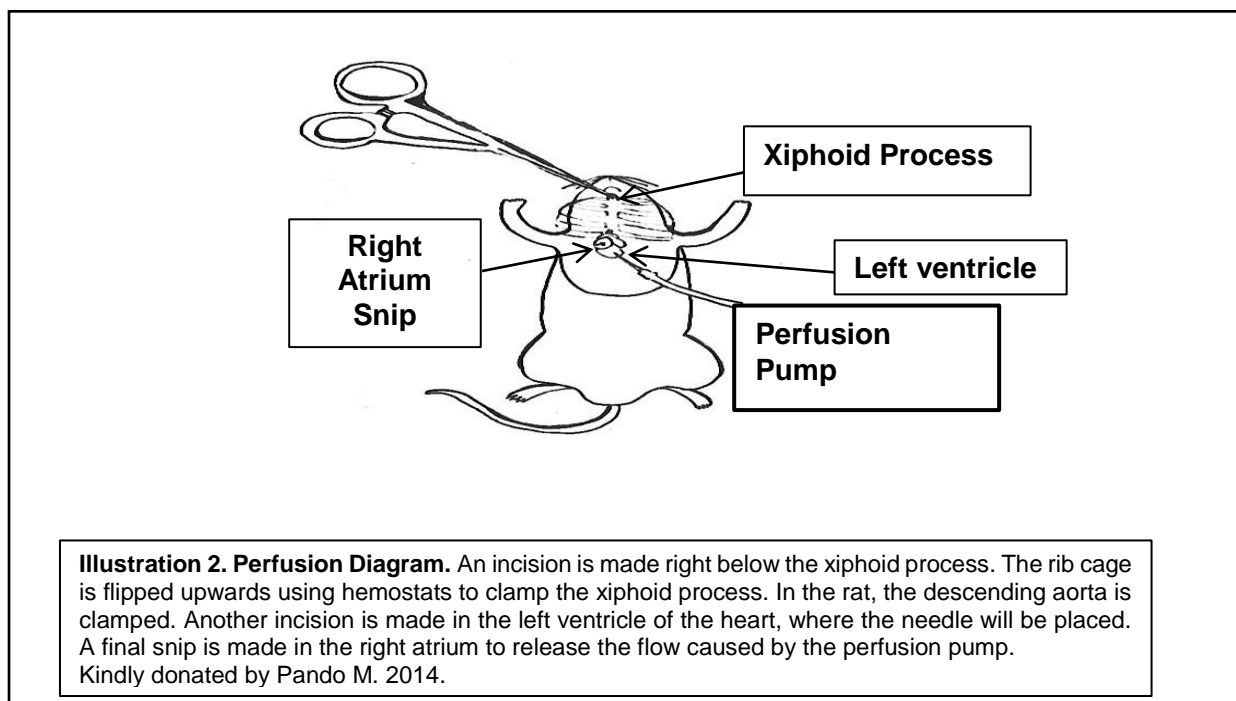 Xiphoid Process
Right
Atrium
Snip
Left ventricle
Perfusion
Pump
Illustration 2. Perfusion Diagram. An incision is made right below the xiphoid process. The rib cage
is flipped upwards using hemostats to clamp the xiphoid process. In the rat, the descending aorta is
clamped. Another incision is made in the left ventricle of the heart, where the needle will be placed.
A final snip is made in the right atrium to release the flow caused by the perfusion pump.
Kindly donated by Pando M. 2014.